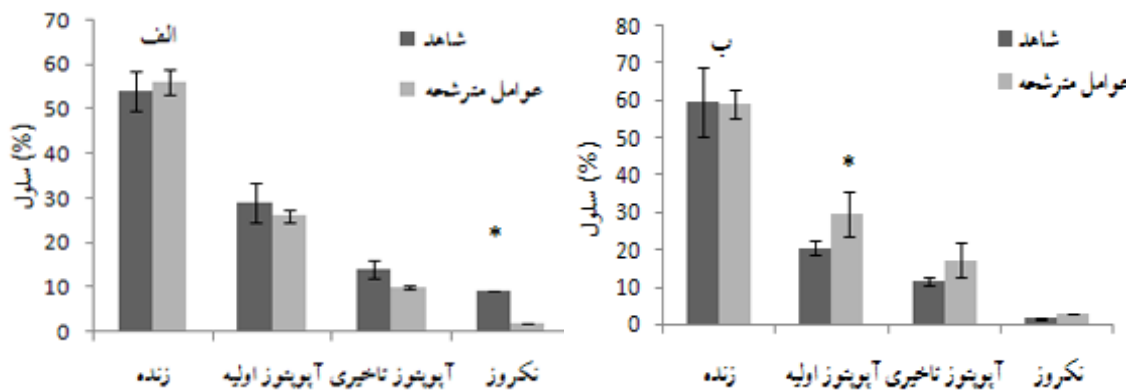 الف
شاهد
عوامل مترشحه
سلول (%)
70
60
50
40
30
20
10
0
زنده
آپوپتوز اولیه
آپوپتوز تاخیری
نکروز
*
ب
شاهد
عوامل مترشحه
سلول (%)
80
70
60
50
40
30
20
10
0
زنده
آپوپتوز اولیه
آپوپتوز تاخیری
نکروز
*